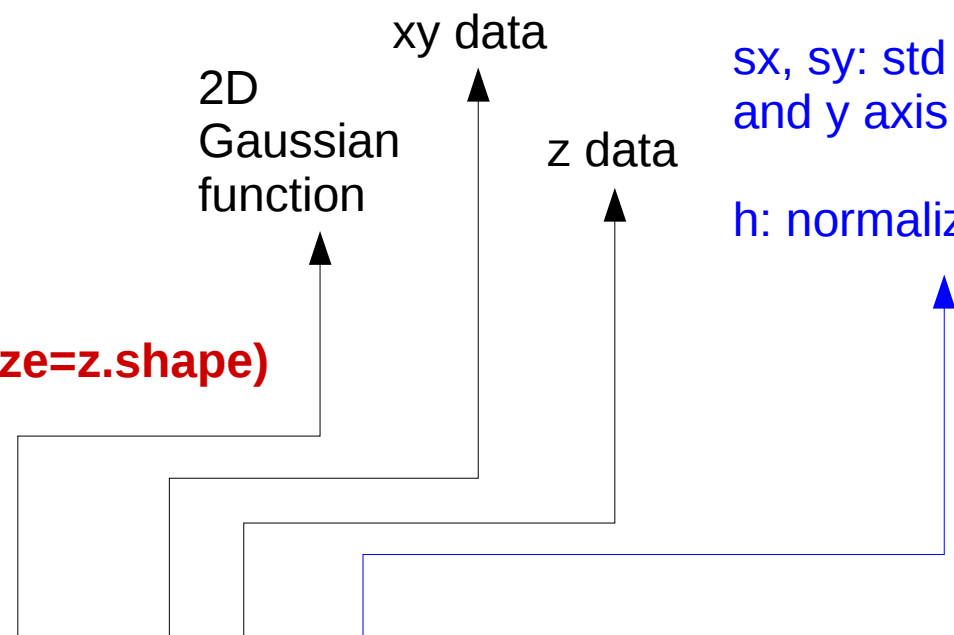 xy data
2D
Gaussian
function
z data
sx, sy: std
and y axis
h: normaliz
ze=z.shape)